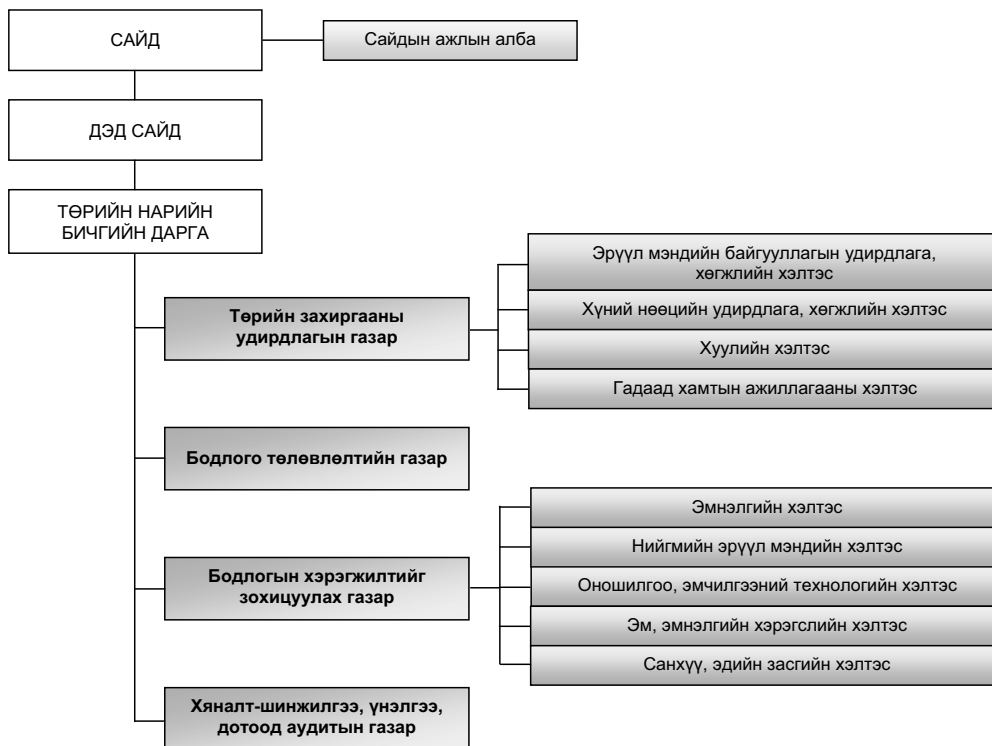 САЙД
Сайдын ажлын алба
ДЭД САЙД
ТӨРИЙН НАРИЙН
БИЧГИЙН ДАРГА
Төрийн захиргааны
удирдлагын газар
Эрүүл мэндийн байгууллагын удирдлага,
хөгжлийн хэлтэс
Хүний нөөцийн удирдлага, хөгжлийн хэлтэс
Хуулийн хэлтэс
Гадаад хамтын ажиллагааны хэлтэс
Бодлого төлөвлөлтийн газар
Бодлогын хэрэгжилтийг
зохицуулах газар
Эмнэлгийн хэлтэс
Нийгмийн эрүүл мэндийн хэлтэс
Оношилгоо, эмчилгээний технологийн хэлтэс
Эм, эмнэлгийн хэрэгслийн хэлтэс
Санхүү, эдийн засгийн хэлтэс
Хяналт-шинжилгээ, үнэлгээ,
дотоод аудитын газар